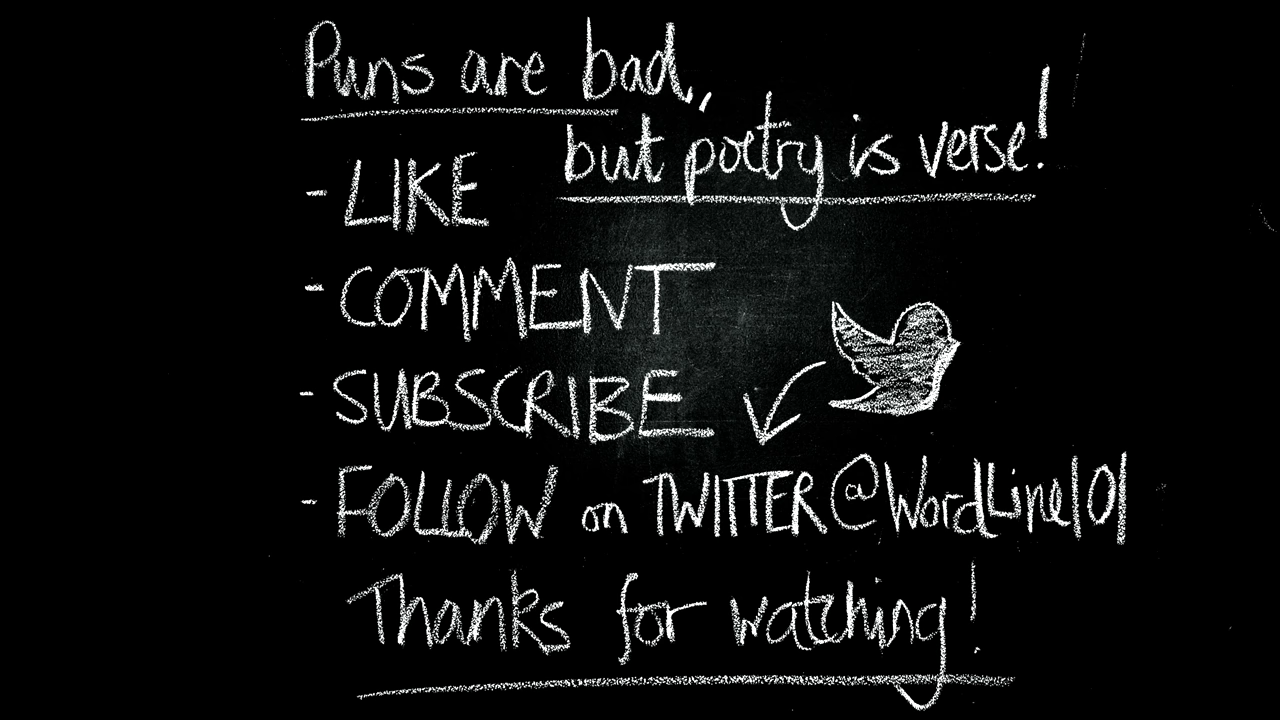 Puns are bad,,
but poetry is verse!
- LIKE
- COMMENT
- SUBSCRIBE
- FOLLOW on TWITTER @WordLine101
Thanks for watching!